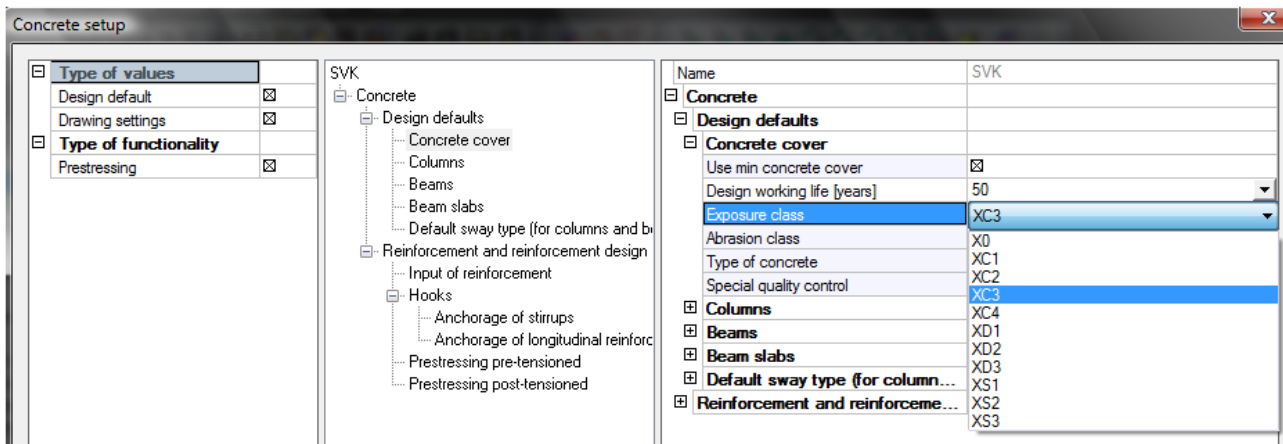 Concrete setup
Type of values
Design default
Drawing settings
Type of functionality
Prestressing
SVK
Concrete
Design defaults
Concrete cover
Columns
Beams
Beam slabs
Default sway type (for columns and b
Reinforcement and reinforcement design
Input of reinforcement
Hooks
Anchorage of stirrups
Anchorage of longitudinal reinforc
Prestressing pre-tensioned
Prestressing post-tensioned
Name SVK
Concrete
Design defaults
Concrete cover
Use min concrete cover
Design working life [years] 50
Exposure class XC3
Abrasion class
Type of concrete
Special quality control
Columns
Beams
Beam slabs
Default sway type (for column...
Reinforcement and reinforceme...
X0
XC1
XC2
XC3
XC4
XD1
XD2
XD3
XS1
XS2
XS3